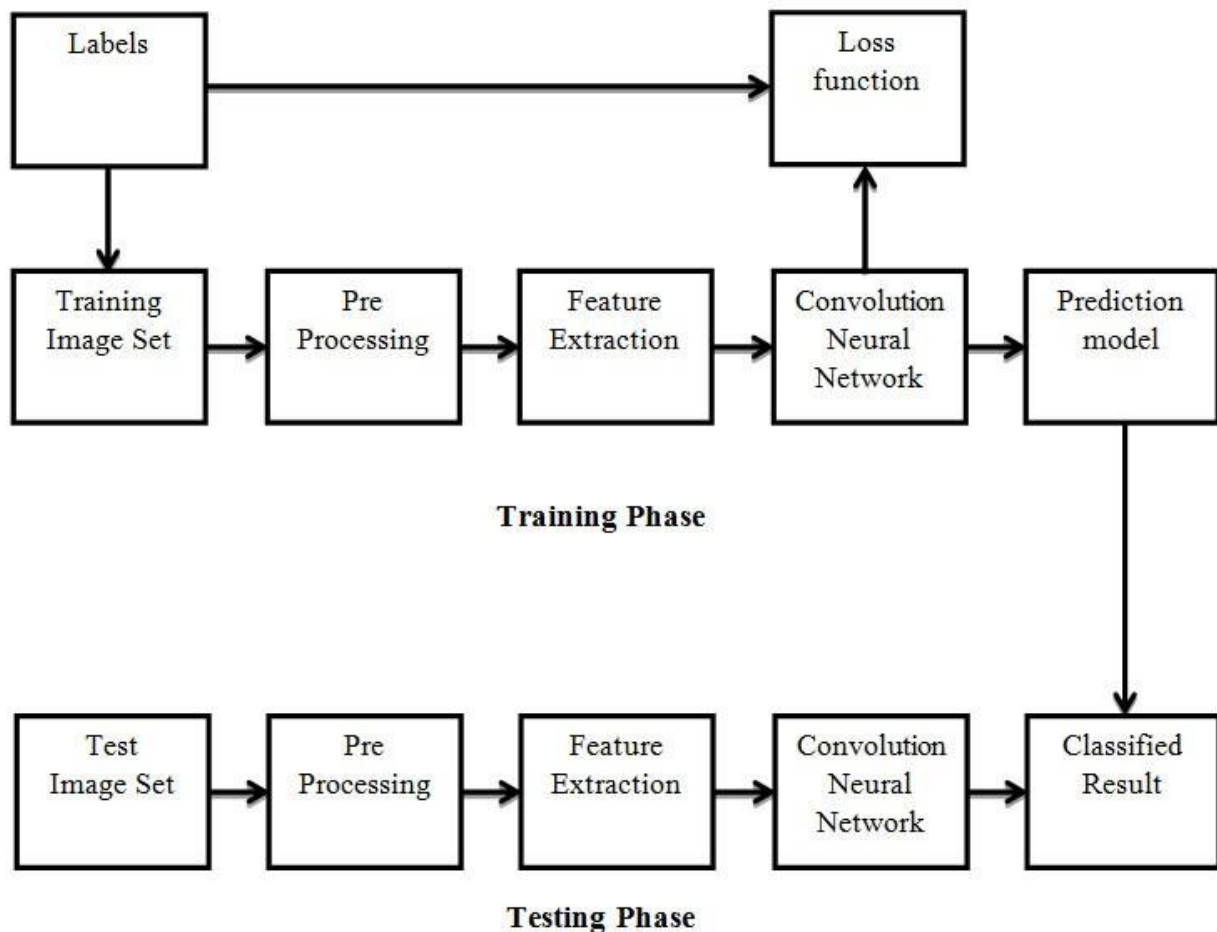 Labels
Loss
function
Training
Image Set
Pre
Processing
Feature
Extraction
Convolution
Neural
Network
Prediction
model
Training Phase
Test
Image Set
Pre
Processing
Feature
Extraction
Convolution
Neural
Network
Classified
Result
Testing Phase